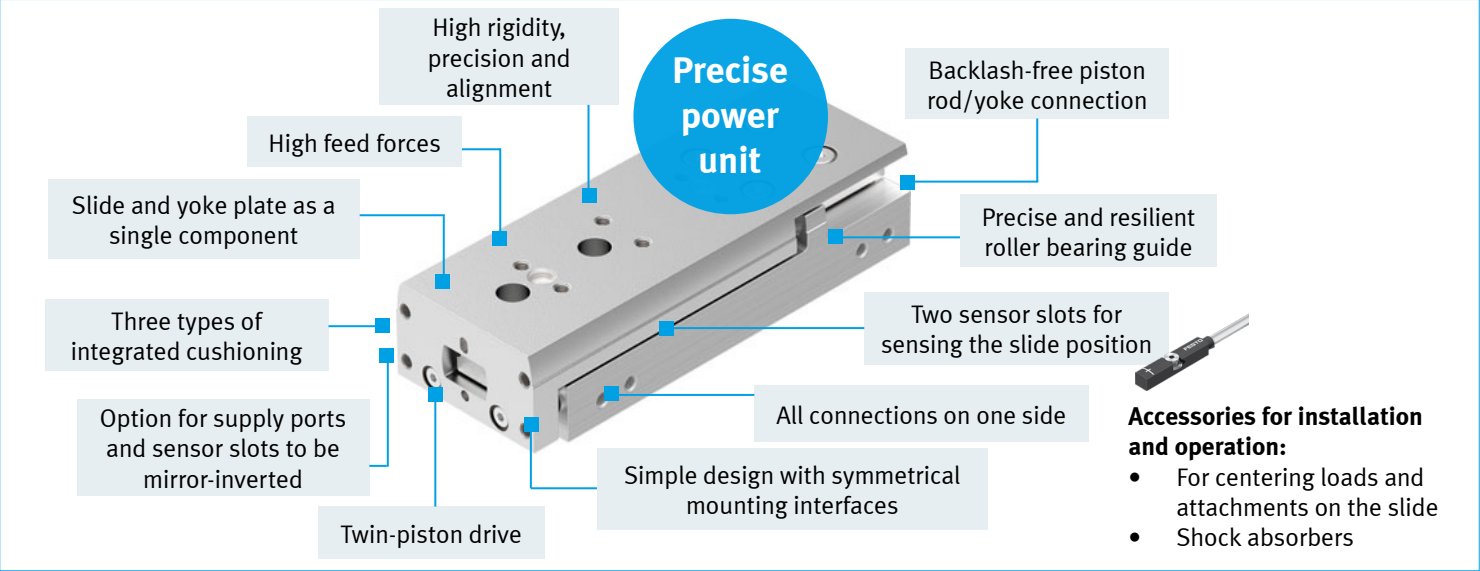 High rigidity,
precision and
alignment
Precise
power
unit
Backlash-free piston
rod/yoke connection
High feed forces
Slide and yoke plate as a
single component
Precise and resilient
roller bearing guide
Three types of
integrated cushioning
Two sensor slots for
sensing the slide position
FESTO
Option for supply ports
and sensor slots to be
mirror-inverted
All connections on one side
Simple design with symmetrical
mounting interfaces
Twin-piston drive
Accessories for installation
and operation:
• For centering loads and
attachments on the slide
• Shock absorbers